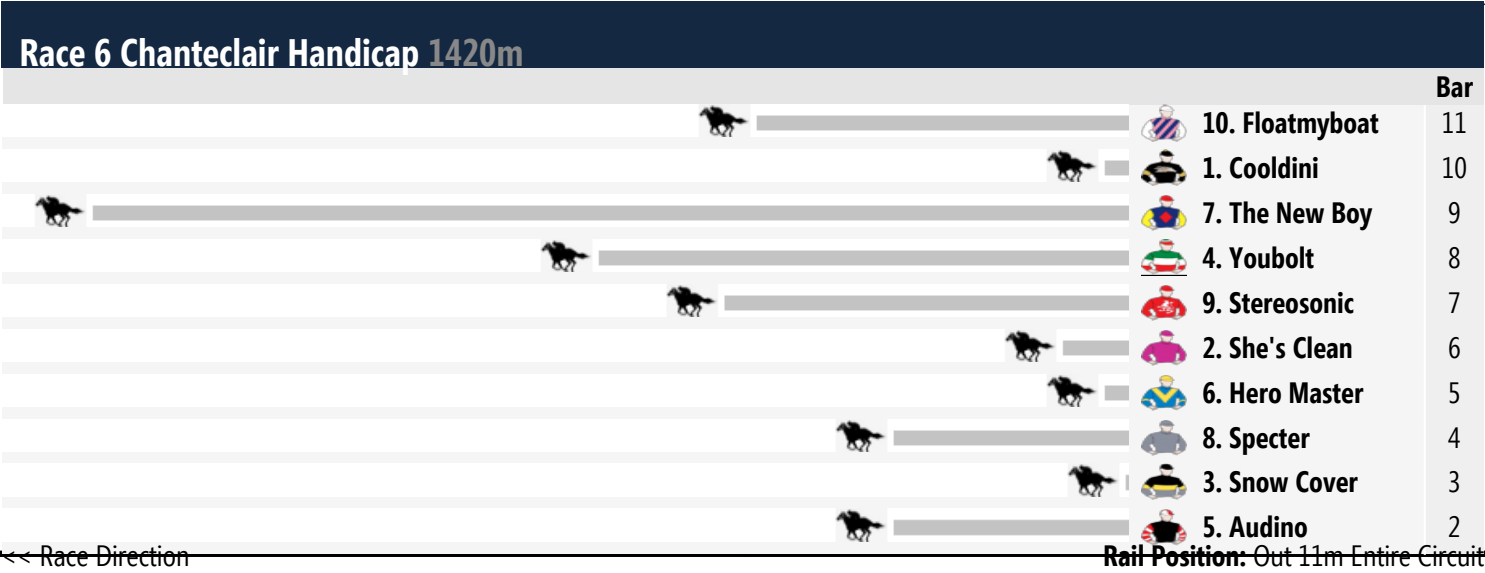 Race 6 Chanteclair Handicap 1420m
Bar
10. Floatmyboat 11
1. Cooldini 10
7. The New Boy 9
4. Youbolt 8
9. Stereosonic 7
2. She's Clean 6
6. Hero Master 5
8. Specter 4
3. Snow Cover 3
5. Audino 2
<< Race Direction Rail Position: Out 11m Entire Circuit